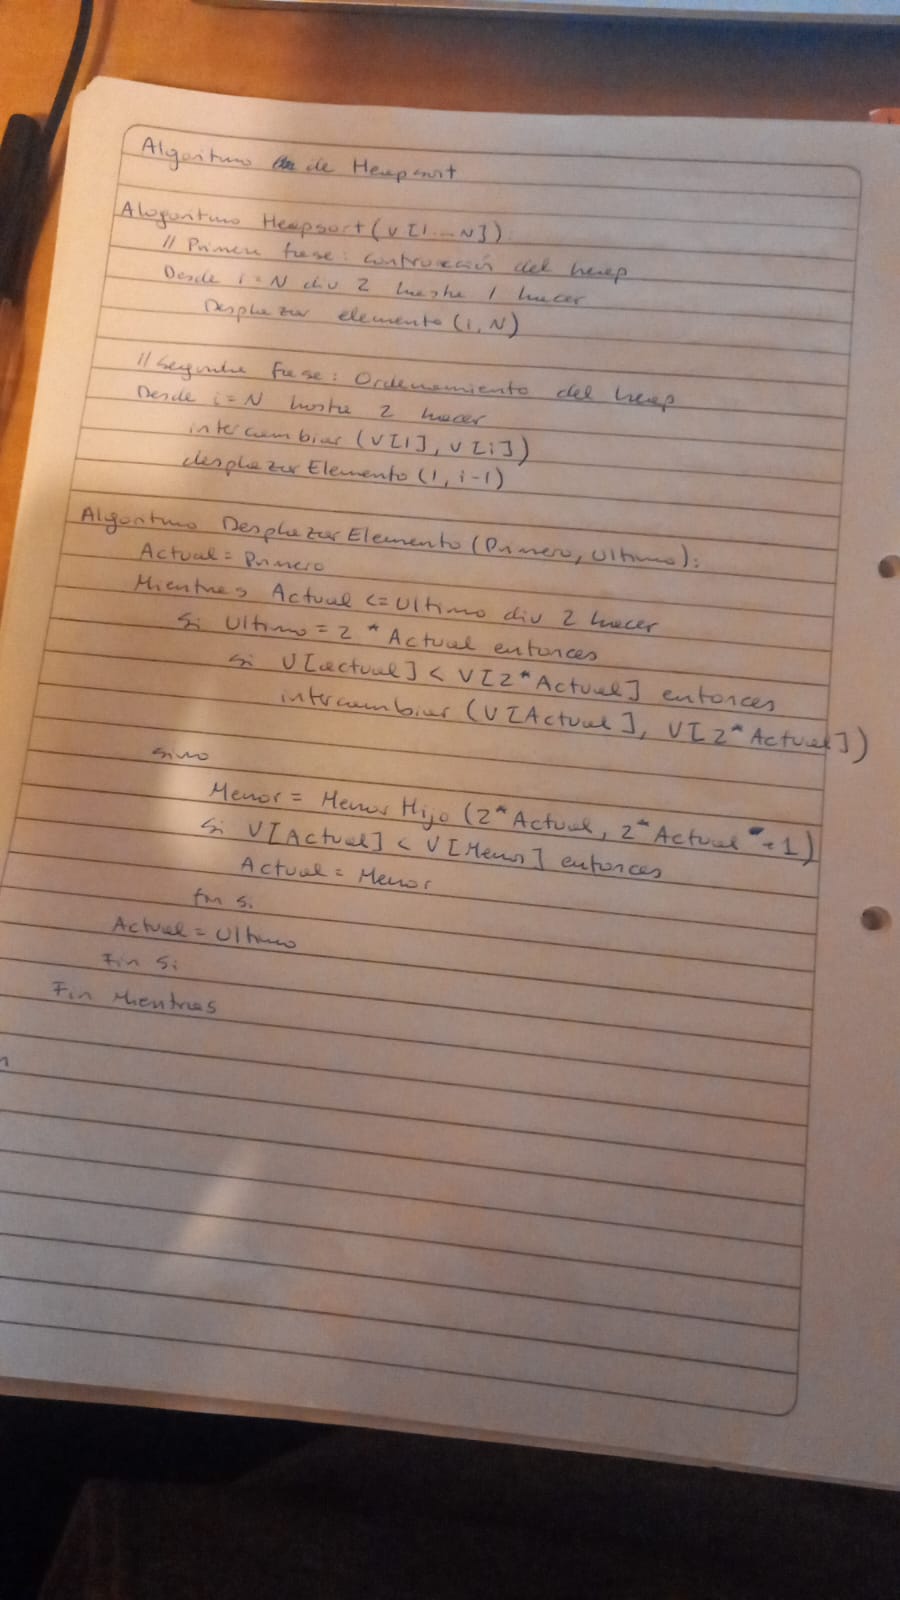 Algoritmo de Heapsort
Alogoritmo Heapsort(V[1...N]):
// Primera fase: contruxción del heap
Desde i=N div 2 hasta 1 hacer
Desplazar elemento(i,N)
// Segunda fase: Ordenamiento del heap
Desde i=N hasta 2 hacer
intercambiar (V[1], V[i])
desplazar Elemento(1, i-1)
Algoritmo Desplazar Elemento(Primero, Ultimo):
Actual = Primero
Mientras Actual <= Ultimo div 2 hacer
Si Ultimo = 2 * Actual entonces
Si V[actual] < V[2*Actual] entonces
intercambiar (V[Actual], V[2*Actual])
sino
Menor = Menor Hijo (2*Actual, 2*Actual +1)
Si V[Actual] < V[Menor] entonces
Actual = Menor
fin si
Actual = Ultimo
Fin Si
Fin Mientras